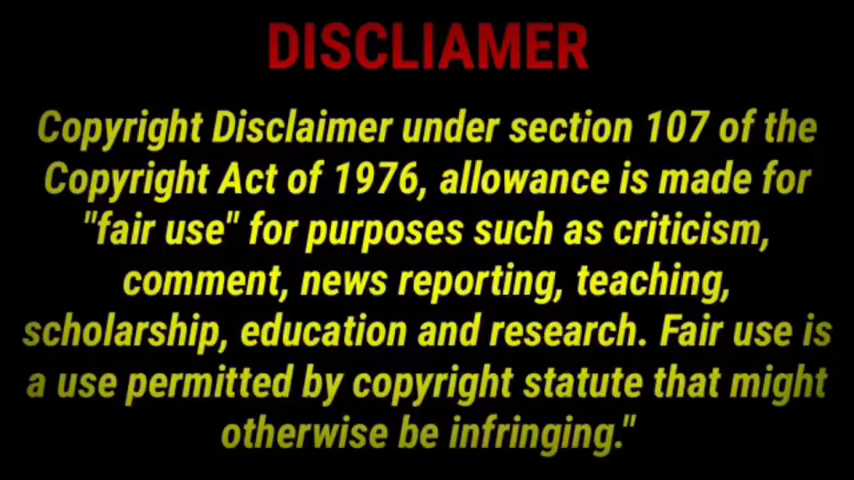 DISCLIAMER
Copyright Disclaimer under section 107 of the
Copyright Act of 1976, allowance is made for
"fair use" for purposes such as criticism,
comment, news reporting, teaching,
scholarship, education and research. Fair use is
a use permitted by copyright statute that might
otherwise be infringing."